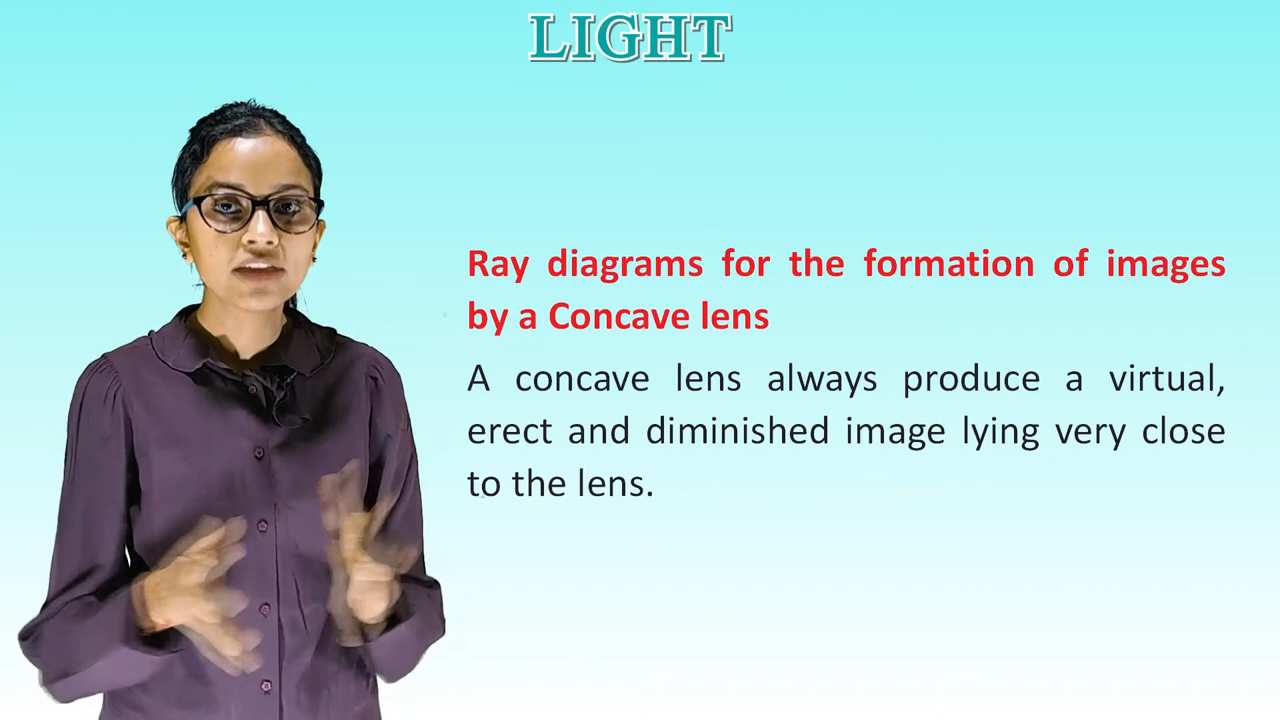 LIGHT
Ray diagrams for the formation of images
by a Concave lens
A concave lens always produce a virtual,
erect and diminished image lying very close
to the lens.